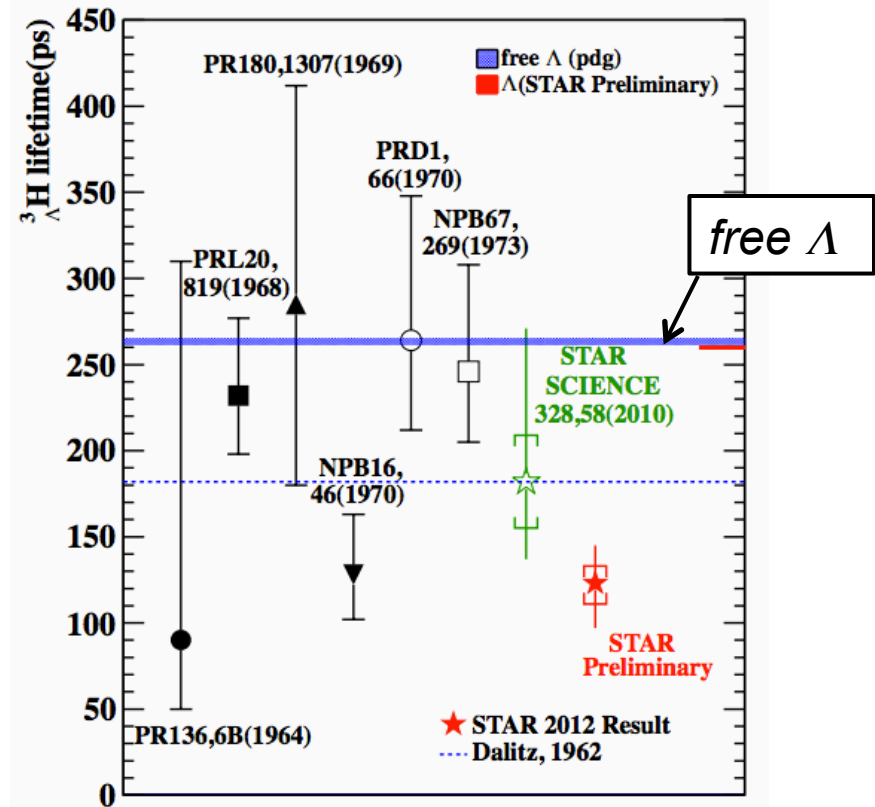 450
400
350
300
250
200
150
100
50
0
³ΛH lifetime(ps)
PR180,1307(1969)
free Λ (pdg)
Λ(STAR Preliminary)
PRD1,
66(1970)
NPB67,
269(1973)
free Λ
PRL20,
819(1968)
STAR
SCIENCE
328,58(2010)
NPB16,
46(1970)
STAR
Preliminary
PR136,6B(1964)
STAR 2012 Result
Dalitz, 1962